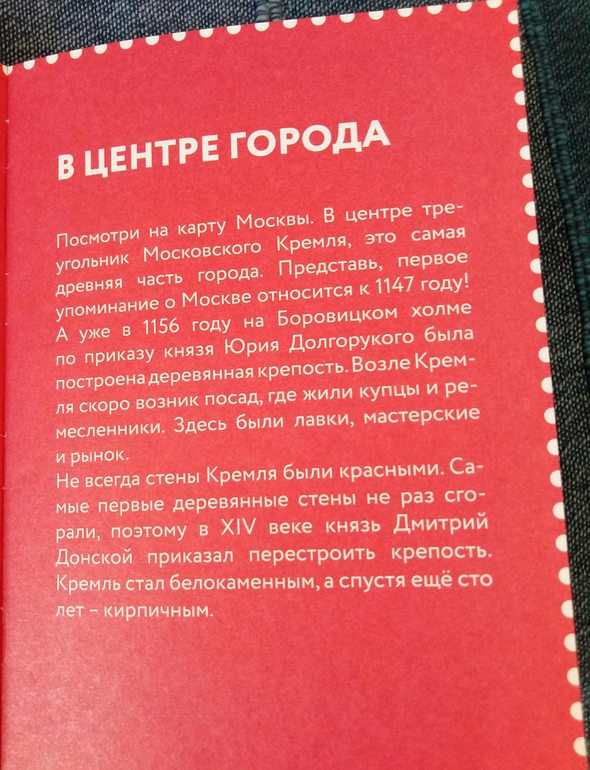 В ЦЕНТРЕ ГОРОДА
Посмотри на карту Москвы. В центре тре-
угольник Московского Кремля, это самая
древняя часть города. Представь, первое
упоминание о Москве относится к 1147 году!
А уже в 1156 году на Боровицком холме
по приказу князя Юрия Долгорукого была
построена деревянная крепость. Возле Крем-
ля скоро возник посад, где жили купцы и ре-
месленники. Здесь были лавки, мастерские
и рынок.
Не всегда стены Кремля были красными. Са-
мые первые деревянные стены не раз сго-
рали, поэтому в XIV веке князь Дмитрий
Донской приказал перестроить крепость.
Кремль стал белокаменным, а спустя ещё сто
лет – кирпичным.